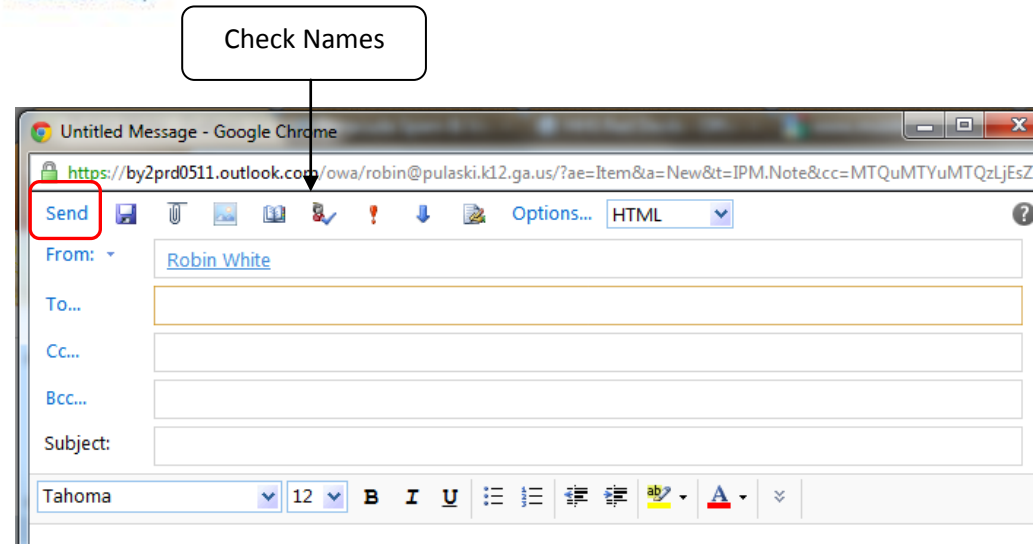 Check Names
Untitled Message - Google Chrome
https://by2prd0511.outlook.com/owa/robin@pulaski.k12.ga.us/?ae=Item&a=New&t=IPM.Note&cc=MTQuMTYuMTQzLjEsZ
Send Options... HTML
From: Robin White
To...
Cc...
Bcc...
Subject:
Tahoma 12 B I U ab A